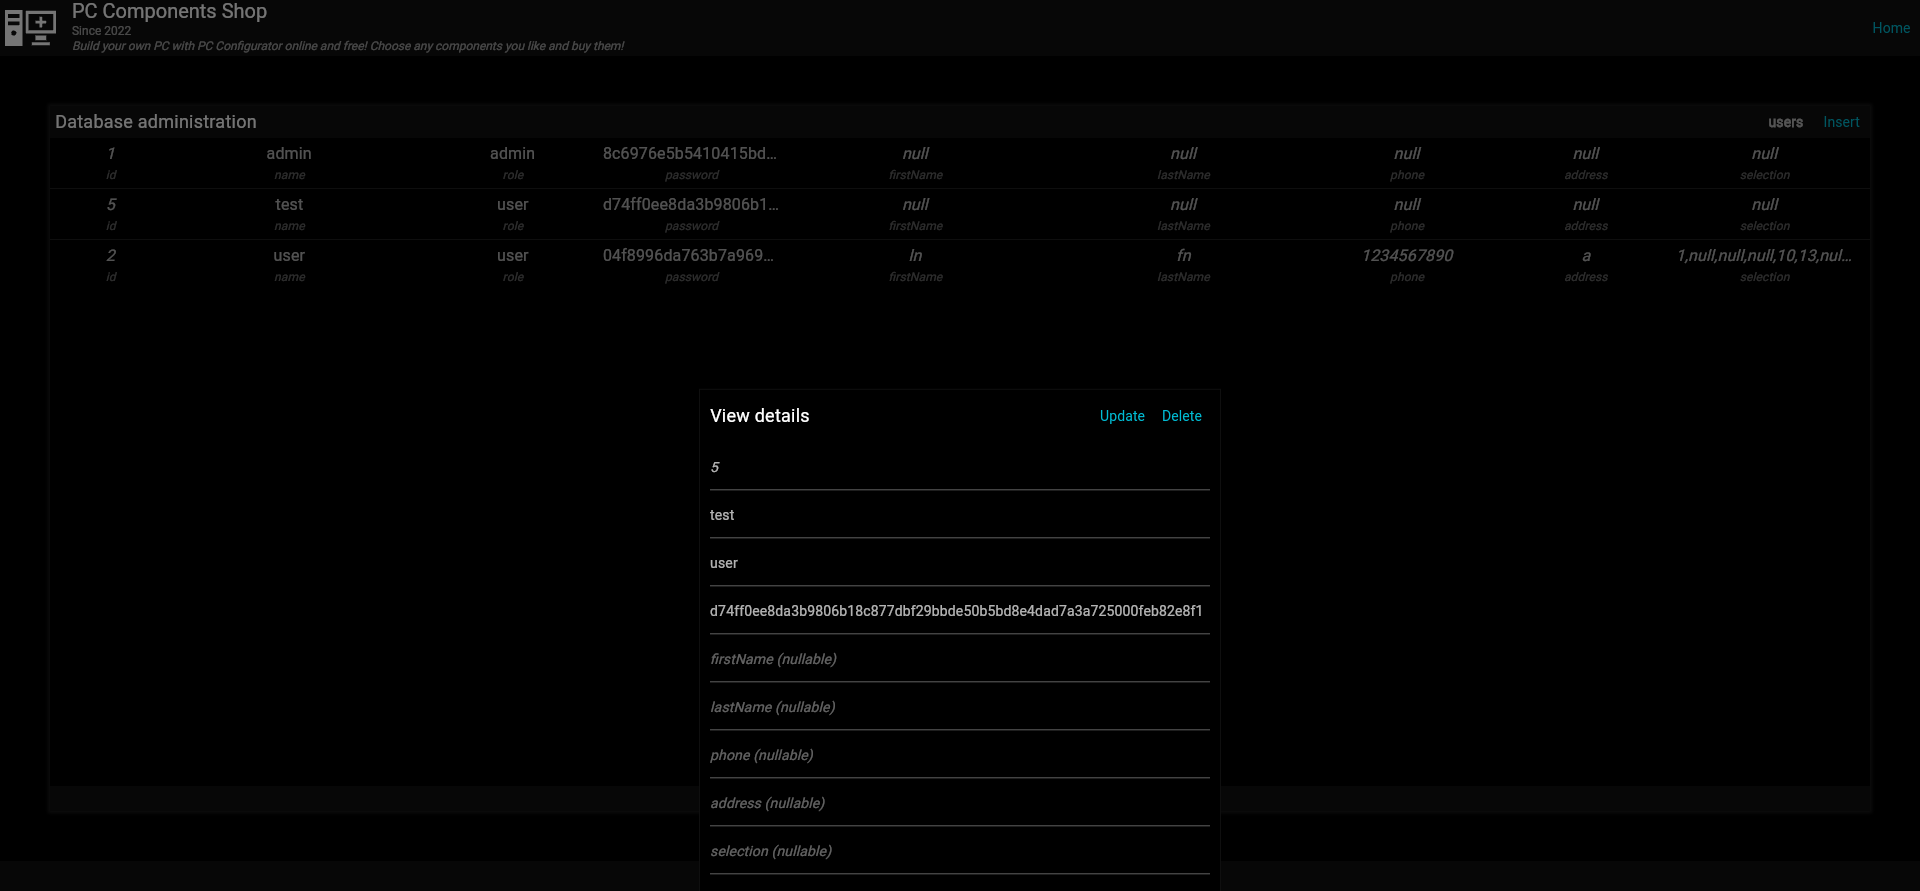 PC Components Shop
Since 2022
Build your own PC with PC Configurator online and free! Choose any components you like and buy them!
Home
Database administration users Insert
1 admin admin 8c6976e5b5410415bd... null null null null null
id name role password firstName lastName phone address selection
5 test user d74ff0ee8da3b9806b1... null null null null null
id name role password firstName lastName phone address selection
2 user user 04f8996da763b7a969... ln fn 1234567890 a 1,null,null,null,10,13,nul...
id name role password firstName lastName phone address selection
View details Update Delete
5
test
user
d74ff0ee8da3b9806b18c877dbf29bbde50b5bd8e4dad7a3a725000feb82e8f1
firstName (nullable)
lastName (nullable)
phone (nullable)
address (nullable)
selection (nullable)